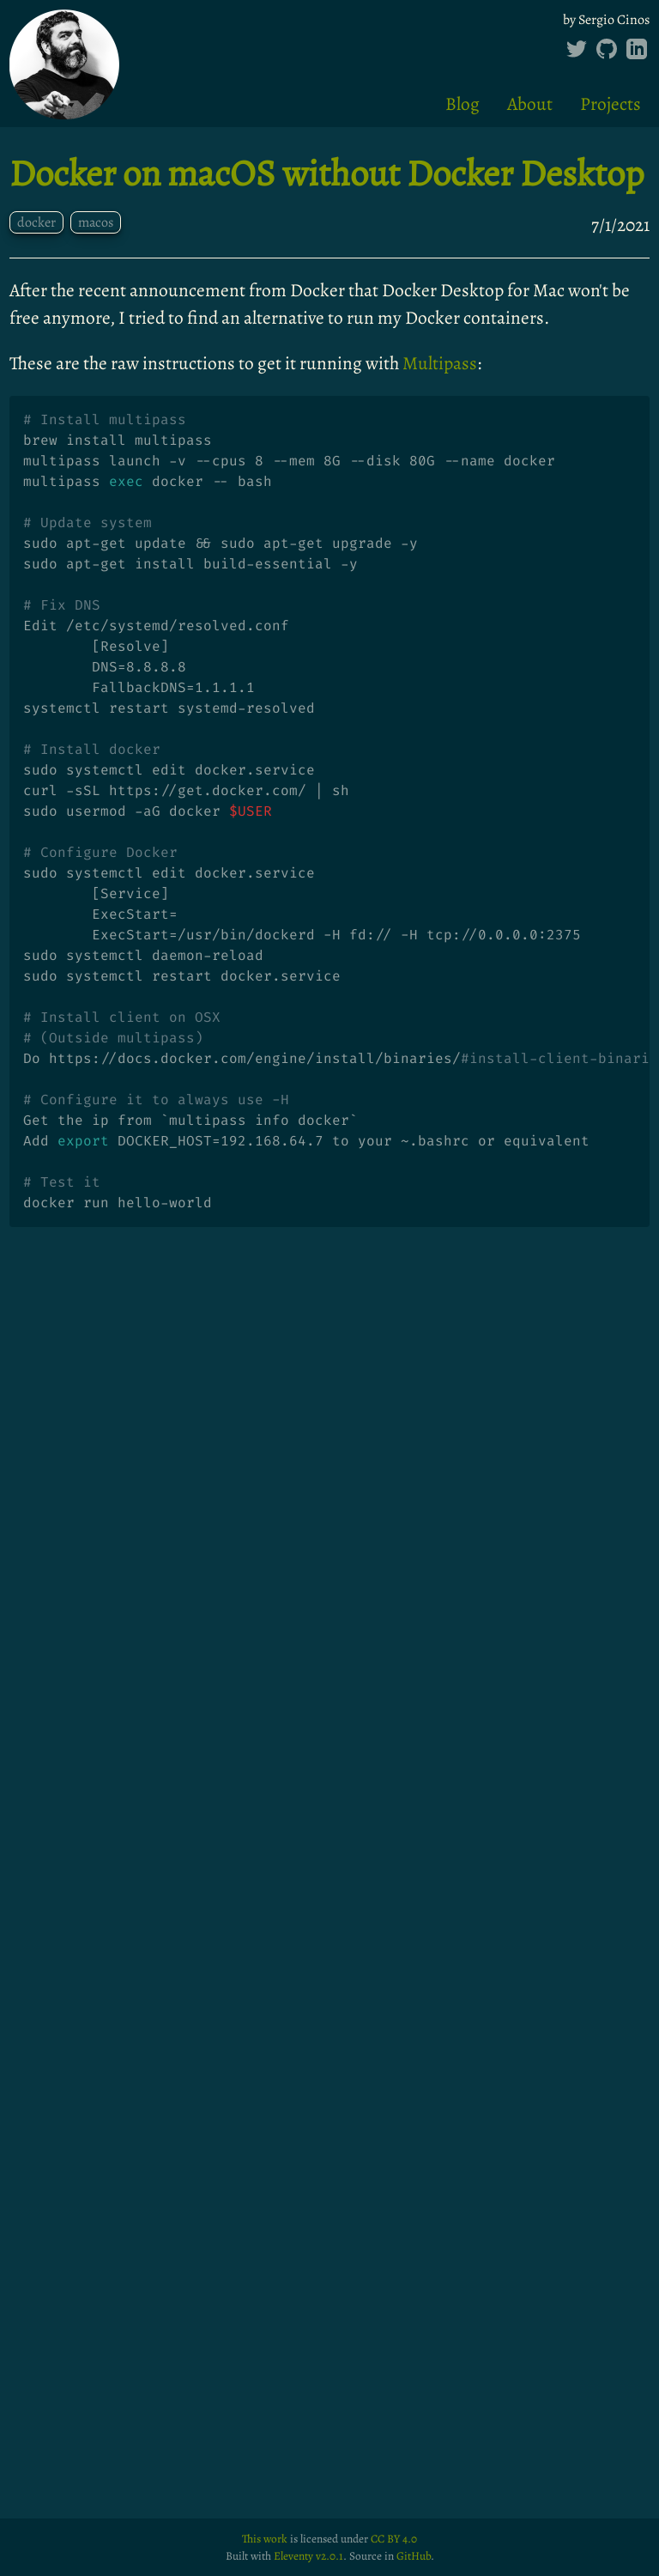 by Sergio Cinos
Blog About Projects
Docker on macOS without Docker Desktop
docker macos 7/1/2021
After the recent announcement from Docker that Docker Desktop for Mac won't be
free anymore, I tried to find an alternative to run my Docker containers.
These are the raw instructions to get it running with Multipass:
# Install multipass
brew install multipass
multipass launch -v --cpus 8 --mem 8G --disk 80G --name docker
multipass exec docker -- bash
# Update system
sudo apt-get update && sudo apt-get upgrade -y
sudo apt-get install build-essential -y
# Fix DNS
Edit /etc/systemd/resolved.conf
[Resolve]
DNS=8.8.8.8
FallbackDNS=1.1.1.1
systemctl restart systemd-resolved
# Install docker
sudo systemctl edit docker.service
curl -sSL https://get.docker.com/ | sh
sudo usermod -aG docker $USER
# Configure Docker
sudo systemctl edit docker.service
[Service]
ExecStart=
ExecStart=/usr/bin/dockerd -H fd:// -H tcp://0.0.0.0:2375
sudo systemctl daemon-reload
sudo systemctl restart docker.service
# Install client on OSX
# (Outside multipass)
Do https://docs.docker.com/engine/install/binaries/#install-client-binari
# Configure it to always use -H
Get the ip from `multipass info docker`
Add export DOCKER_HOST=192.168.64.7 to your ~.bashrc or equivalent
# Test it
docker run hello-world
This work is licensed under CC BY 4.0
Built with Eleventy v2.0.1. Source in GitHub.